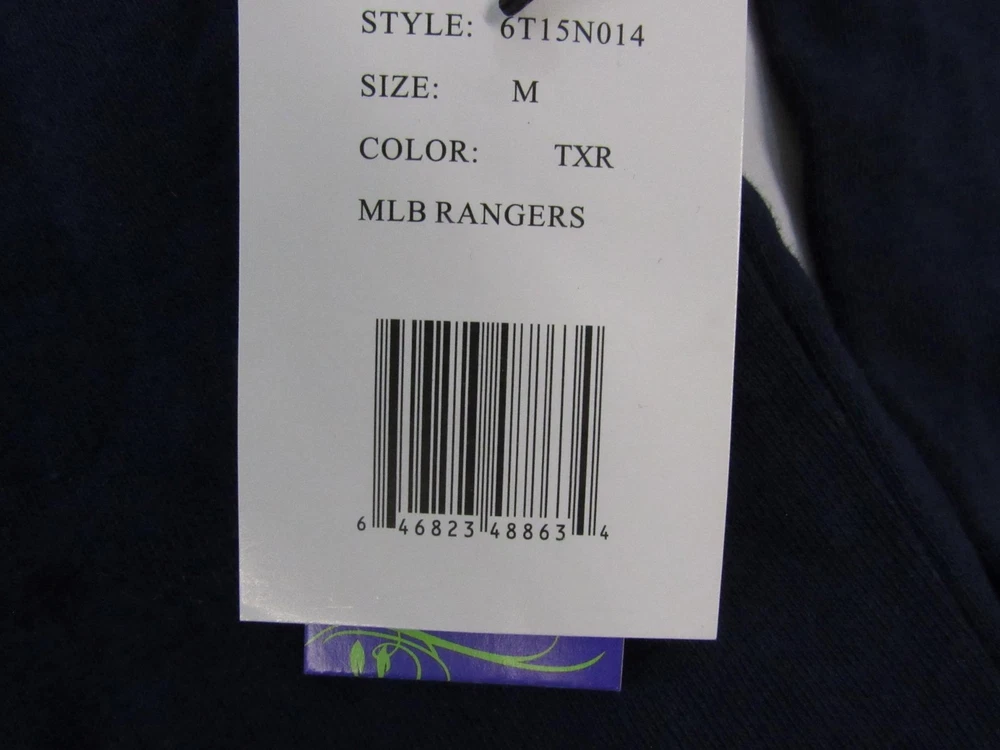 STYLE: 6T15N014
SIZE: M
COLOR: TXR
MLB RANGERS
6 46823 48863 4